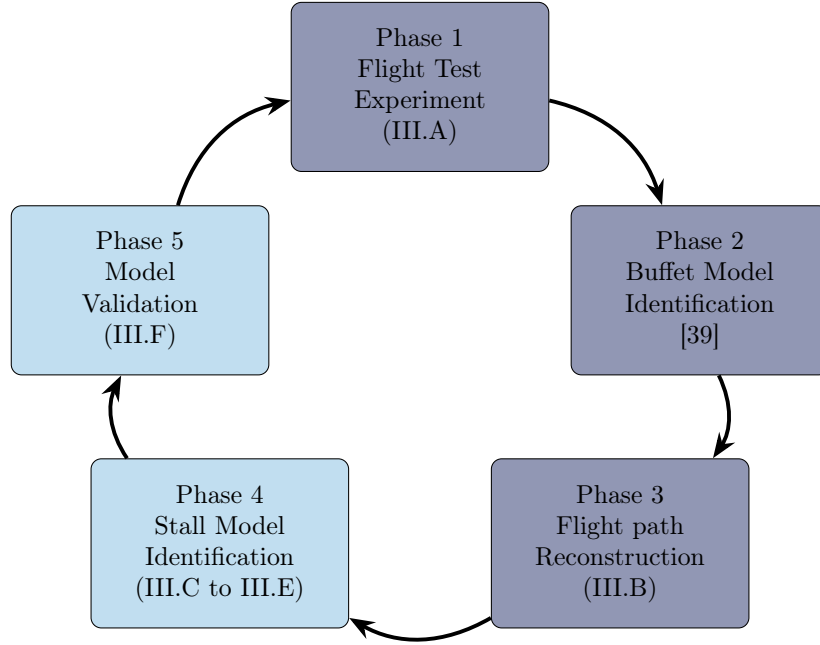 Phase 1
Flight Test
Experiment
(III.A)
Phase 2
Buffet Model
Identification
[39]
Phase 3
Flight path
Reconstruction
(III.B)
Phase 4
Stall Model
Identification
(III.C to III.E)
Phase 5
Model
Validation
(III.F)